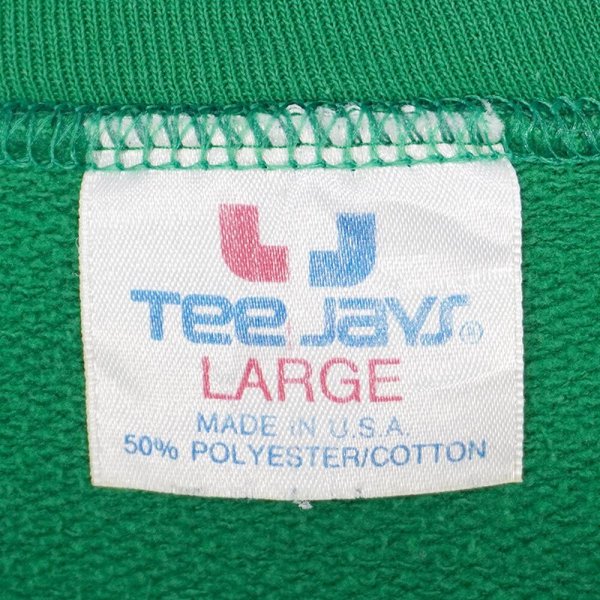 Tee Jays®
LARGE
MADE in U.S.A.
50% POLYESTER/COTTON